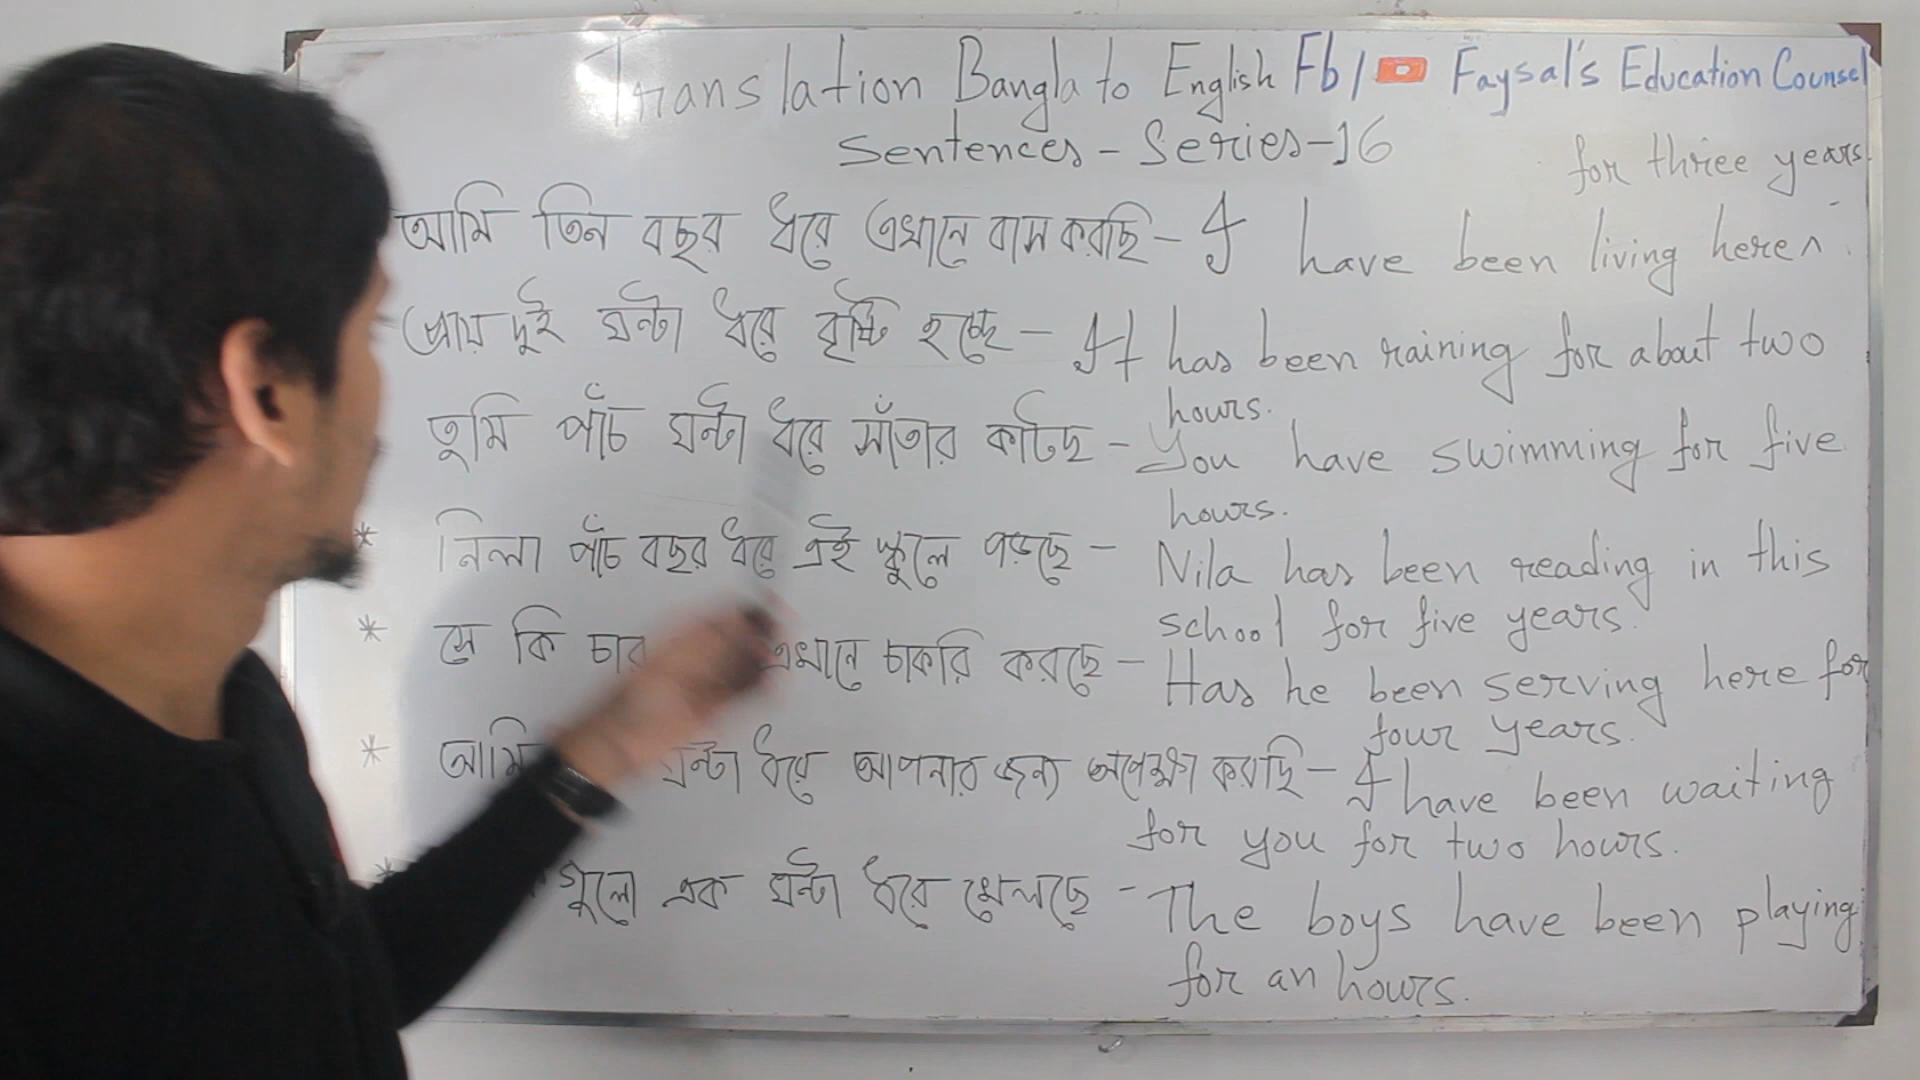 Translation Bangla to English Fb/ Faysal's Education Counsel
Sentences - Series-16
for three years
আমি তিন বছর ধরে এখানে বাস করছি - I have been living here ^.
প্রায় দুই ঘন্টা ধরে বৃষ্টি হচ্ছে - It has been raining for about two
hours.
তুমি পাঁচ ঘন্টা ধরে সাঁতার কাটছ - You have swimming for five
hours.
* নিলা পাঁচ বছর ধরে এই স্কুলে পড়ছে - Nila has been reading in this
school for five years.
* সে কি চার এখানে চাকরি করছে - Has he been serving here for
four years.
* আমি ঘন্টা ধরে আপনার জন্য অপেক্ষা করছি - I have been waiting
for you for two hours.
* গুলো এক ঘন্টা ধরে খেলছে - The boys have been playing
for an hours.